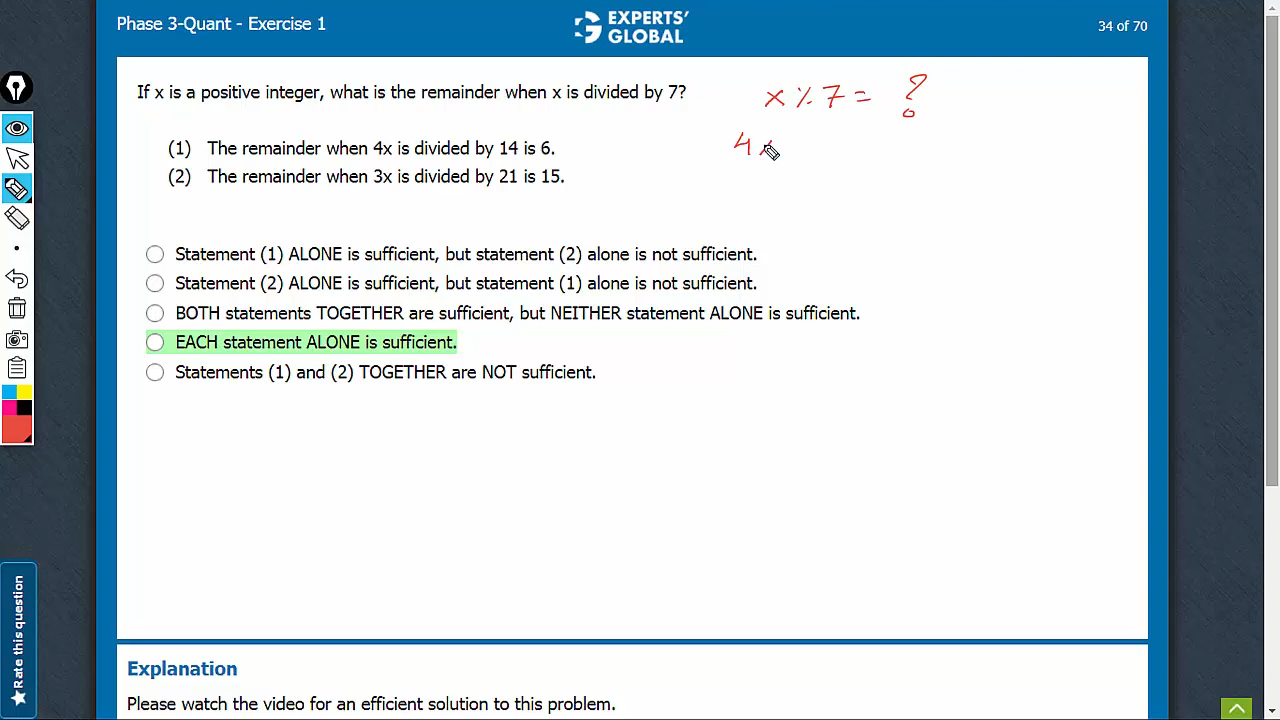 Phase 3-Quant - Exercise 1
EXPERTS'
GLOBAL
34 of 70
If x is a positive integer, what is the remainder when x is divided by 7?
x % 7 = ?
(1) The remainder when 4x is divided by 14 is 6.
4
(2) The remainder when 3x is divided by 21 is 15.
Statement (1) ALONE is sufficient, but statement (2) alone is not sufficient.
Statement (2) ALONE is sufficient, but statement (1) alone is not sufficient.
BOTH statements TOGETHER are sufficient, but NEITHER statement ALONE is sufficient.
EACH statement ALONE is sufficient.
Statements (1) and (2) TOGETHER are NOT sufficient.
Rate this question
Explanation
Please watch the video for an efficient solution to this problem.